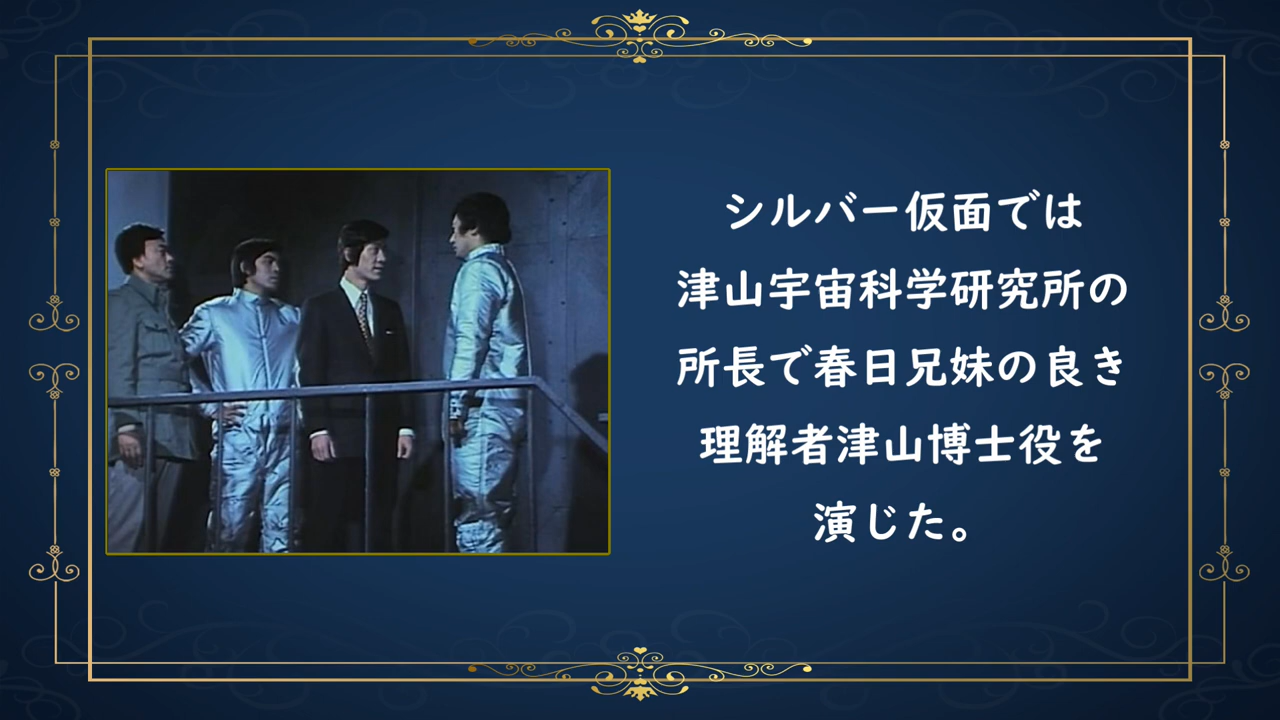 シルバー仮面では
津山宇宙科学研究所の
所長で春日兄妹の良き
理解者津山博士役を
演じた。